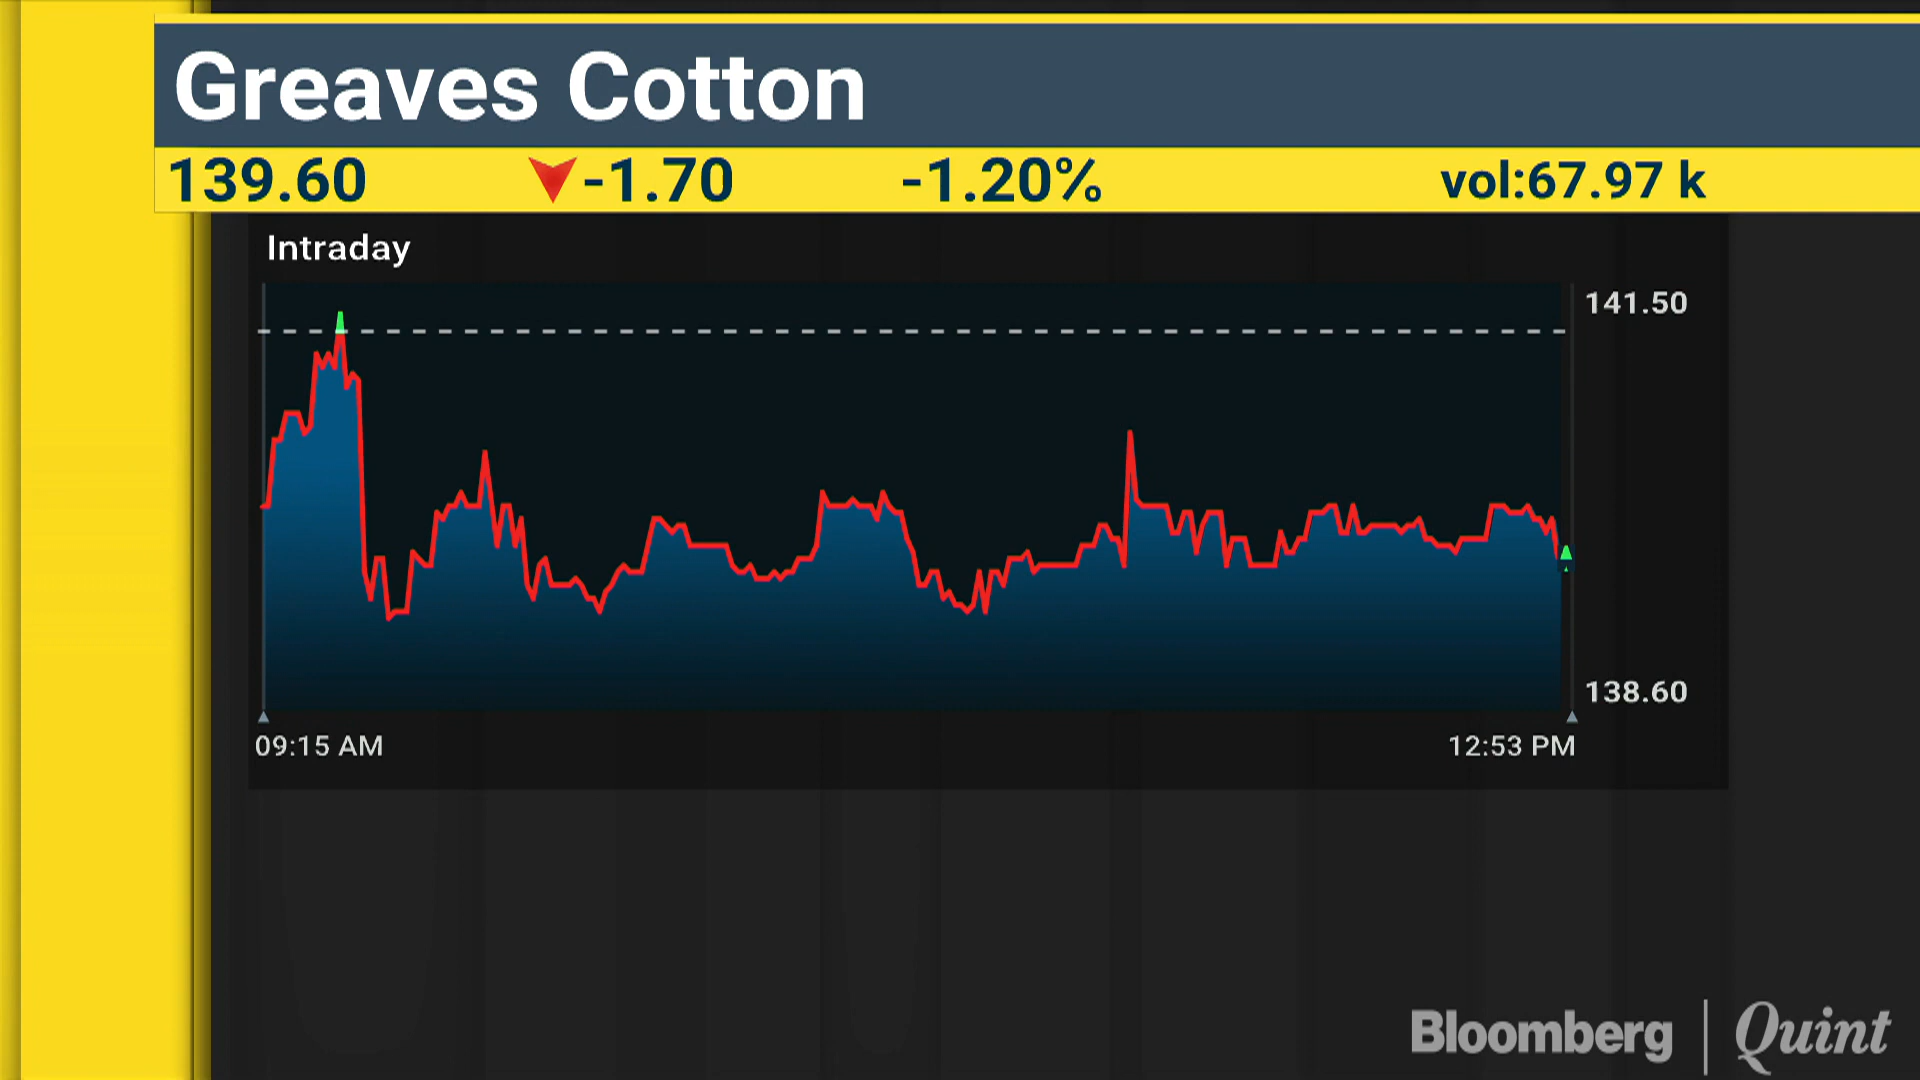 Greaves Cotton
139.60 -1.70 -1.20% vol:67.97 k
Intraday
141.50
138.60
09:15 AM 12:53 PM
Bloomberg | Quint